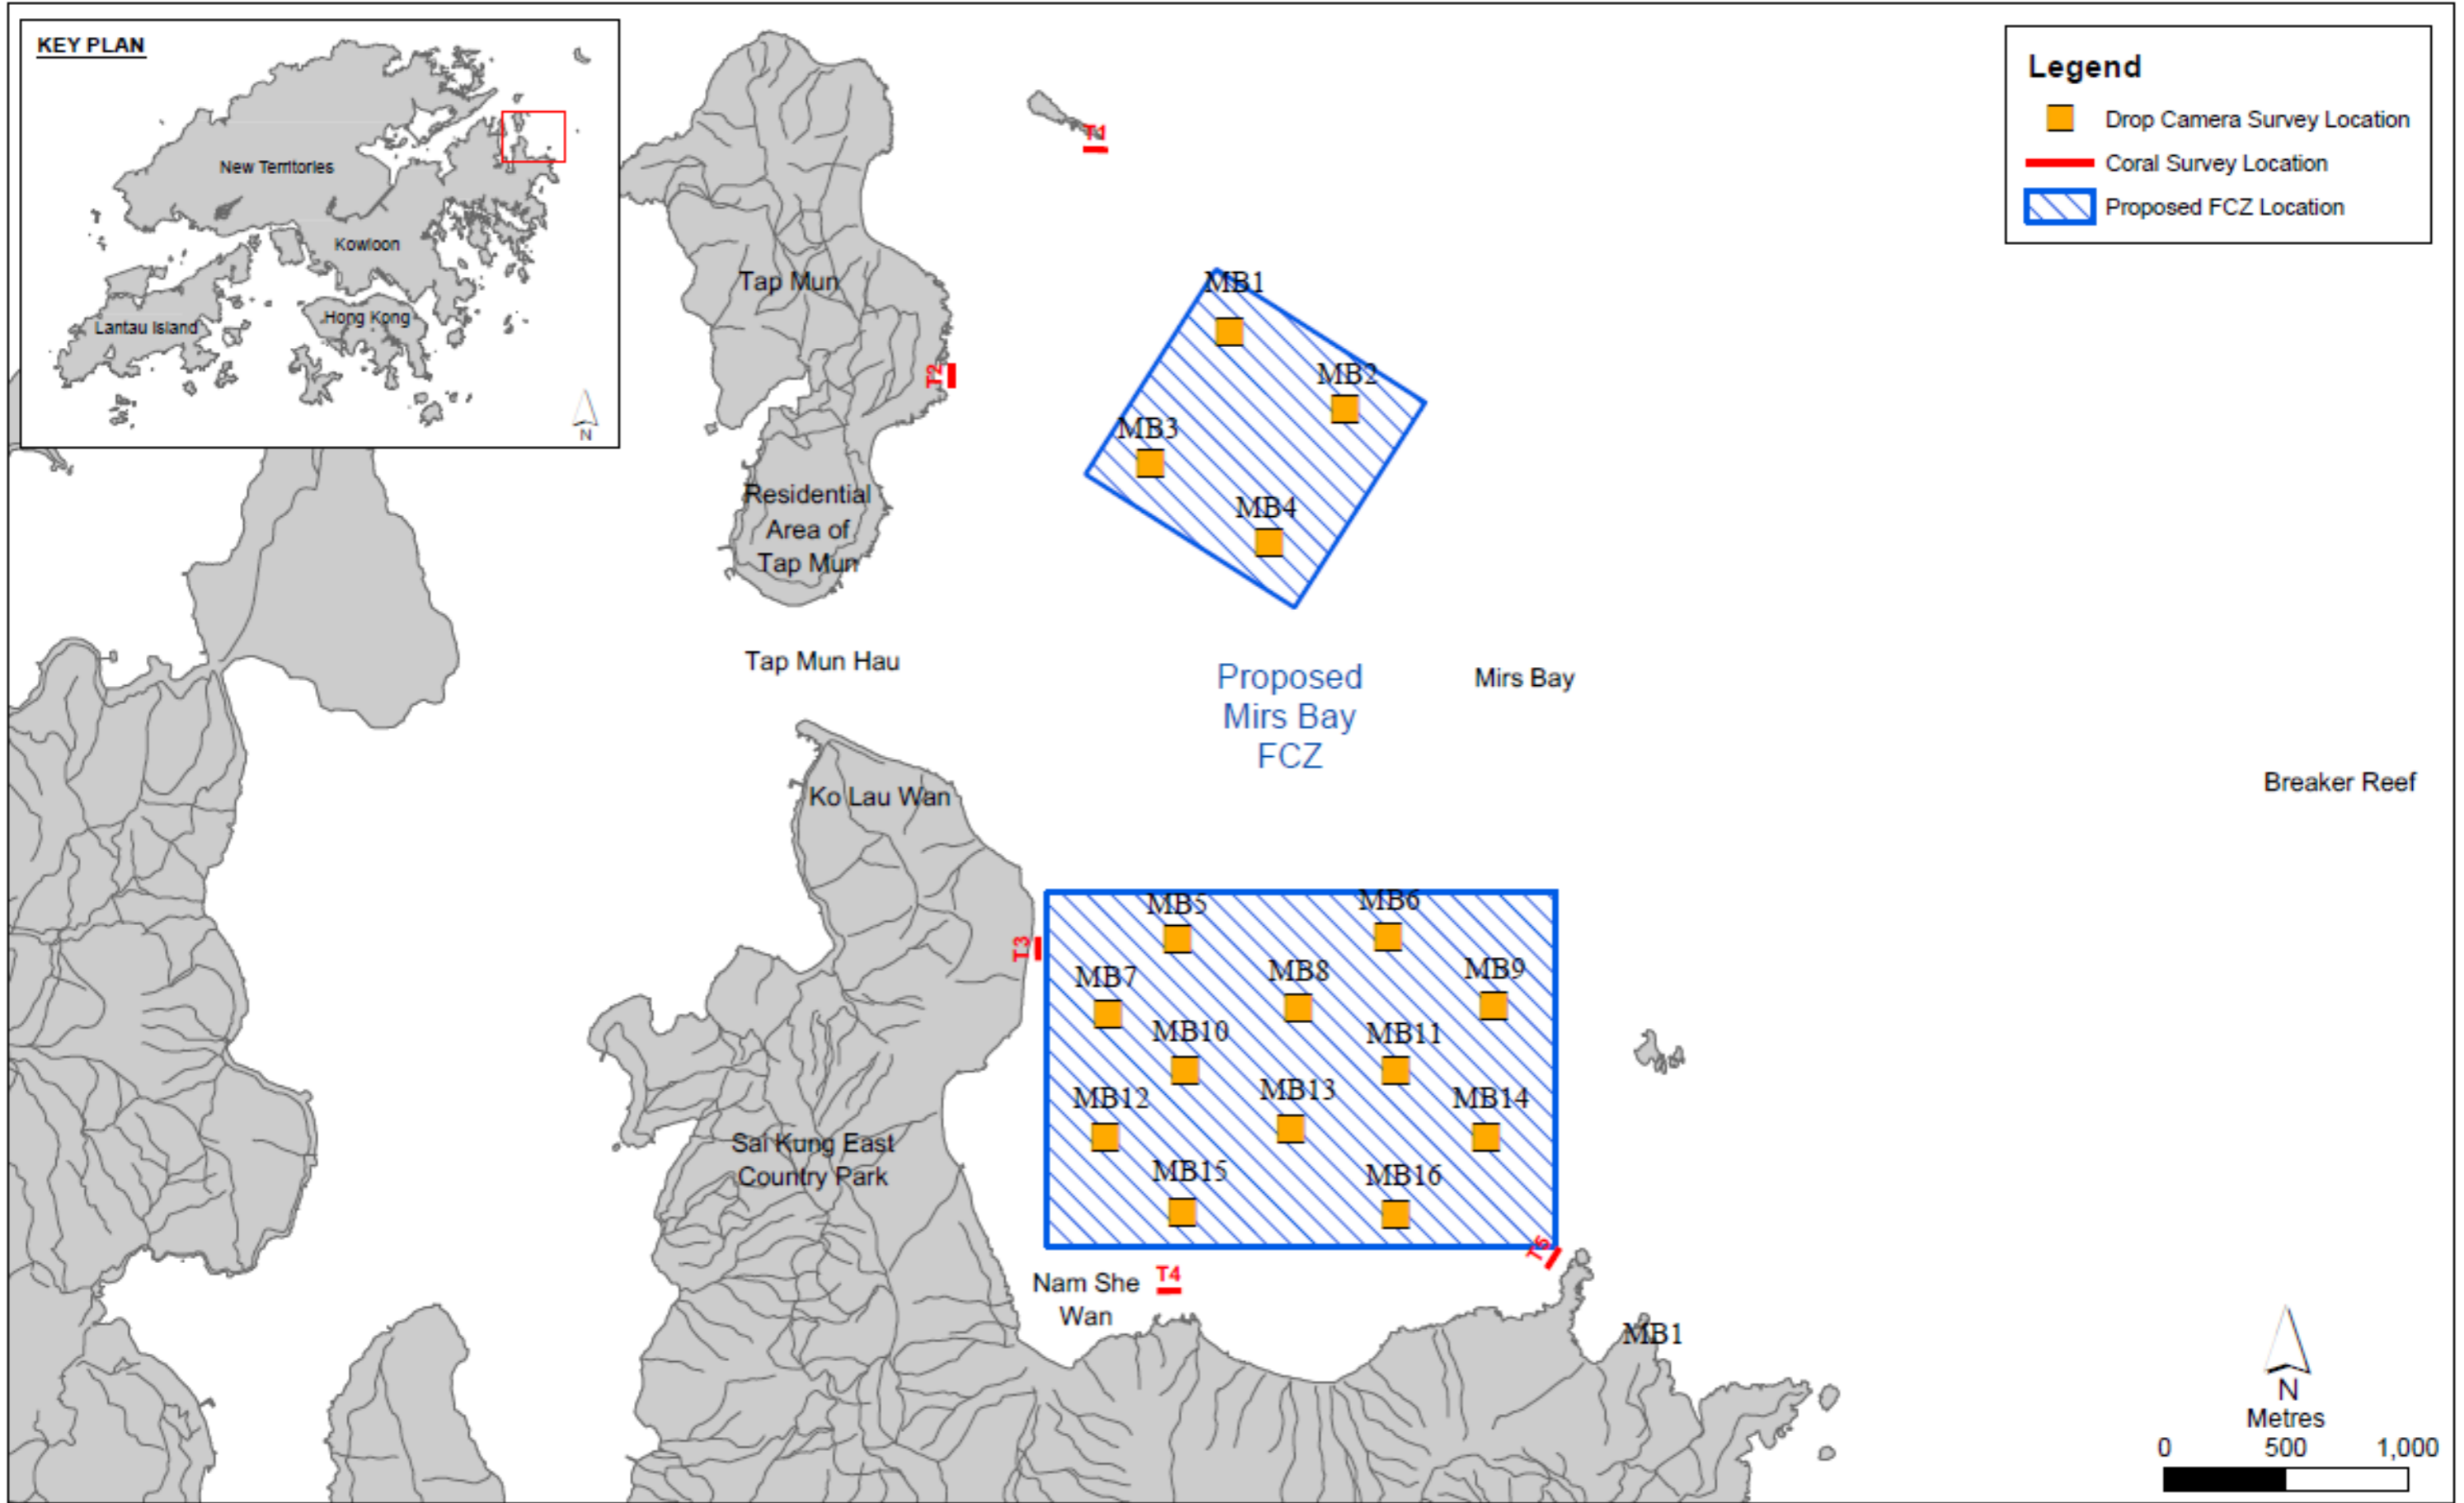 KEY PLAN
New Territories
Kowloon
Lantau Island
Hong Kong
N
Legend
Drop Camera Survey Location
Coral Survey Location
Proposed FCZ Location
T1
MB1
Tap Mun
T2
MB2
MB3
MB4
Residential
Area of
Tap Mun
Tap Mun Hau
Proposed
Mirs Bay
FCZ
Mirs Bay
Breaker Reef
Ko Lau Wan
T3
MB5
MB6
MB7
MB8
MB9
MB10
MB11
MB12
MB13
MB14
MB15
MB16
Sai Kung East
Country Park
T5
T4
Nam She
Wan
MB1
N
Metres
0 500 1,000